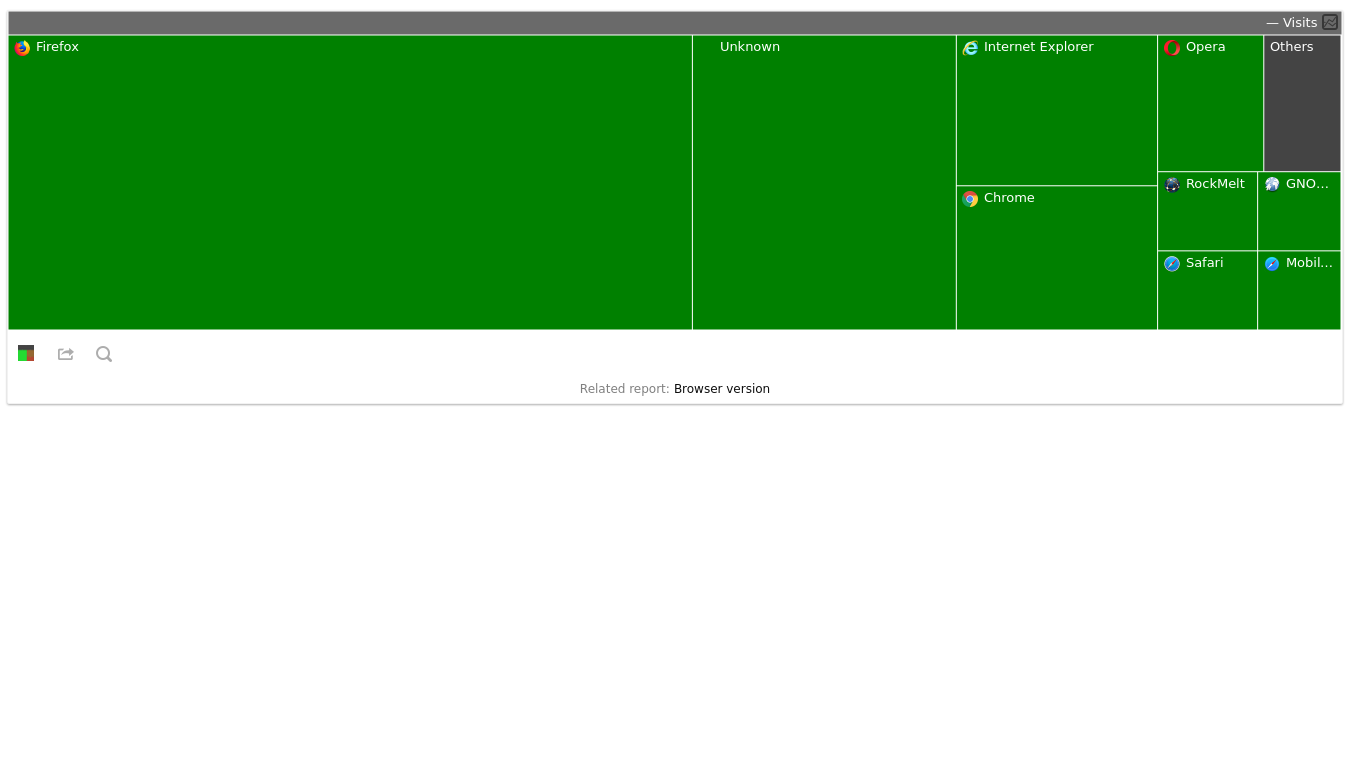 — Visits
Firefox
Unknown
Internet Explorer
Opera
Others
RockMelt
GNO...
Chrome
Safari
Mobil...
Related report: Browser version